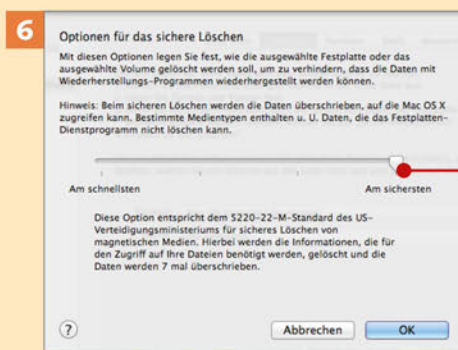 6
Optionen für das sichere Löschen
Mit diesen Optionen legen Sie fest, wie die ausgewählte Festplatte oder das
ausgewählte Volume gelöscht werden soll, um zu verhindern, dass die Daten mit
Wiederherstellungs-Programmen wiederhergestellt werden können.
Hinweis: Beim sicheren Löschen werden die Daten überschrieben, auf die Mac OS X
zugreifen kann. Bestimmte Medientypen enthalten u. U. Daten, die das Festplatten-
Dienstprogramm nicht löschen kann.
Am schnellsten Am sichersten
Diese Option entspricht dem 5220-22-M-Standard des US-
Verteidigungsministeriums für sicheres Löschen von
magnetischen Medien. Hierbei werden die Informationen, die für
den Zugriff auf Ihre Dateien benötigt werden, gelöscht und die
Daten werden 7 mal überschrieben.
? Abbrechen OK